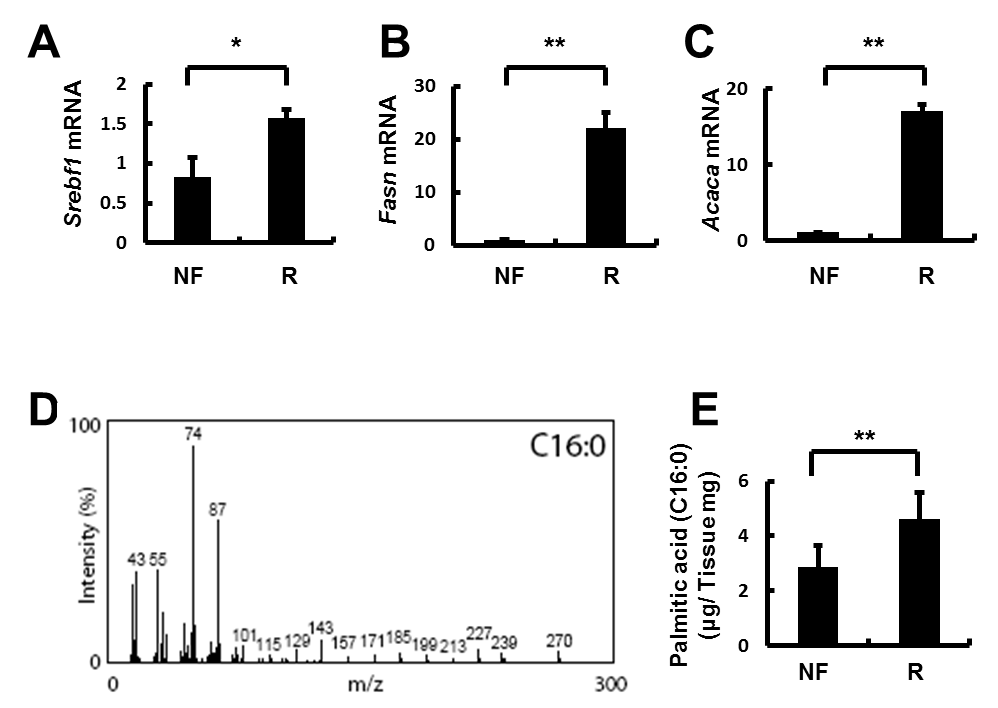 A
*
Srebf1 mRNA
2
1.5
1
0.5
0
NF R
B
**
Fasn mRNA
30
20
10
0
NF R
C
**
Acaca mRNA
20
10
0
NF R
D
100
Intensity (%)
0
C16:0
43 55 74 87 101 115 129 143 157 171 185 199 213 227 239 270
0 m/z 300
E
**
Palmitic acid (C16:0)
(µg/ Tissue mg)
6
4
2
0
NF R